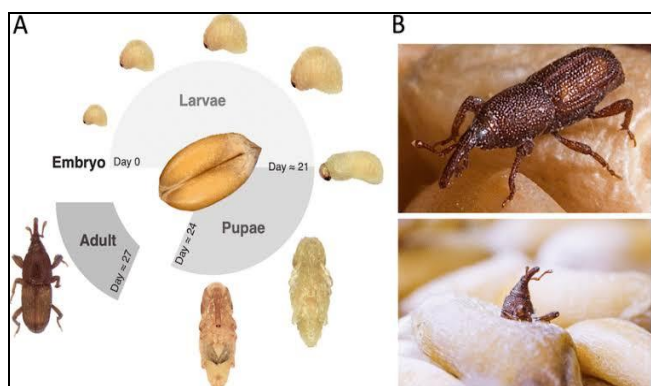 A
B
Larvae
Embryo
Day 0
Day ≈ 21
Adult
Day ≈ 27
Day ≈ 24
Pupae